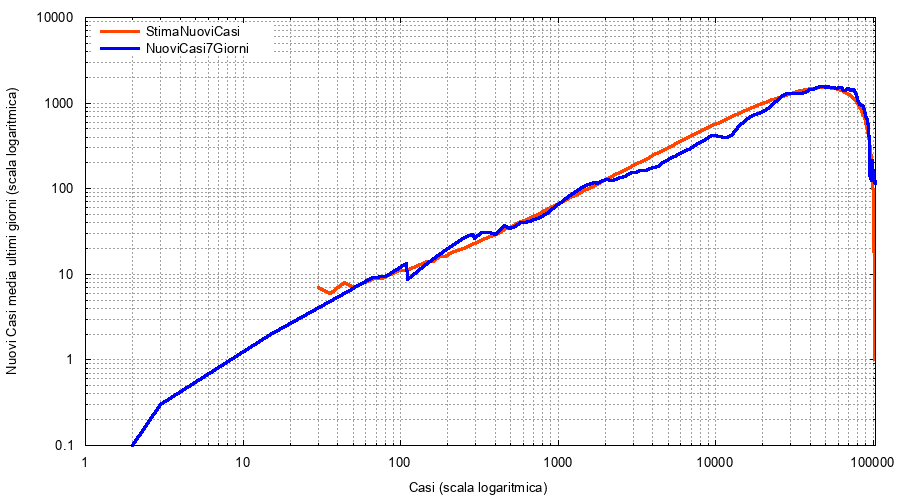 10000
1000
100
10
1
0.1
StimaNuoviCasi
NuoviCasi7Giorni
Nuovi Casi media ultimi giorni (scala logaritmica)
1 10 100 1000 10000 100000
Casi (scala logaritmica)